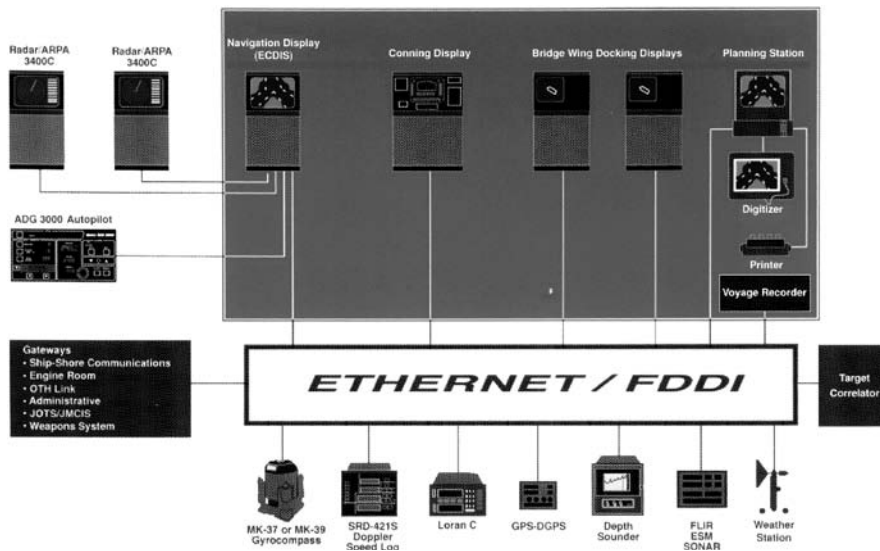 Radar/ARPA
3400C
Radar/ARPA
3400C
Navigation Display
(ECDIS)
Conning Display
Bridge Wing Docking Displays
Planning Station
ADG 3000 Autopilot
Digitizer
Printer
Voyage Recorder
Gateways
• Ship-Shore Communications
• Engine Room
• OTH Link
• Administrative
• JOTS/JMCIS
• Weapons System
ETHERNET / FDDI
Target
Correlator
MK-37 or MK-39
Gyrocompass
SRD-421S
Doppler
Speed Log
Loran C
GPS-DGPS
Depth
Sounder
FLIR
ESM
SONAR
Weather
Station